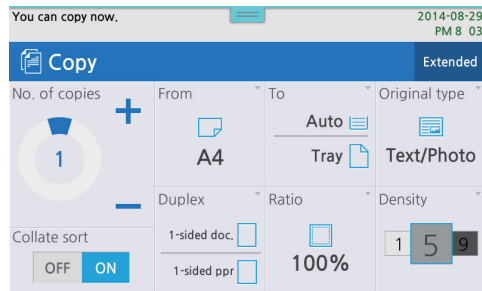 You can copy now.
2014-08-29
PM 8 03
Copy
Extended
No. of copies
1
From
A4
To
Auto
Tray
Original type
Text/Photo
Collate sort
OFF ON
Duplex
1-sided doc.
1-sided ppr
Ratio
100%
Density
1 5 9